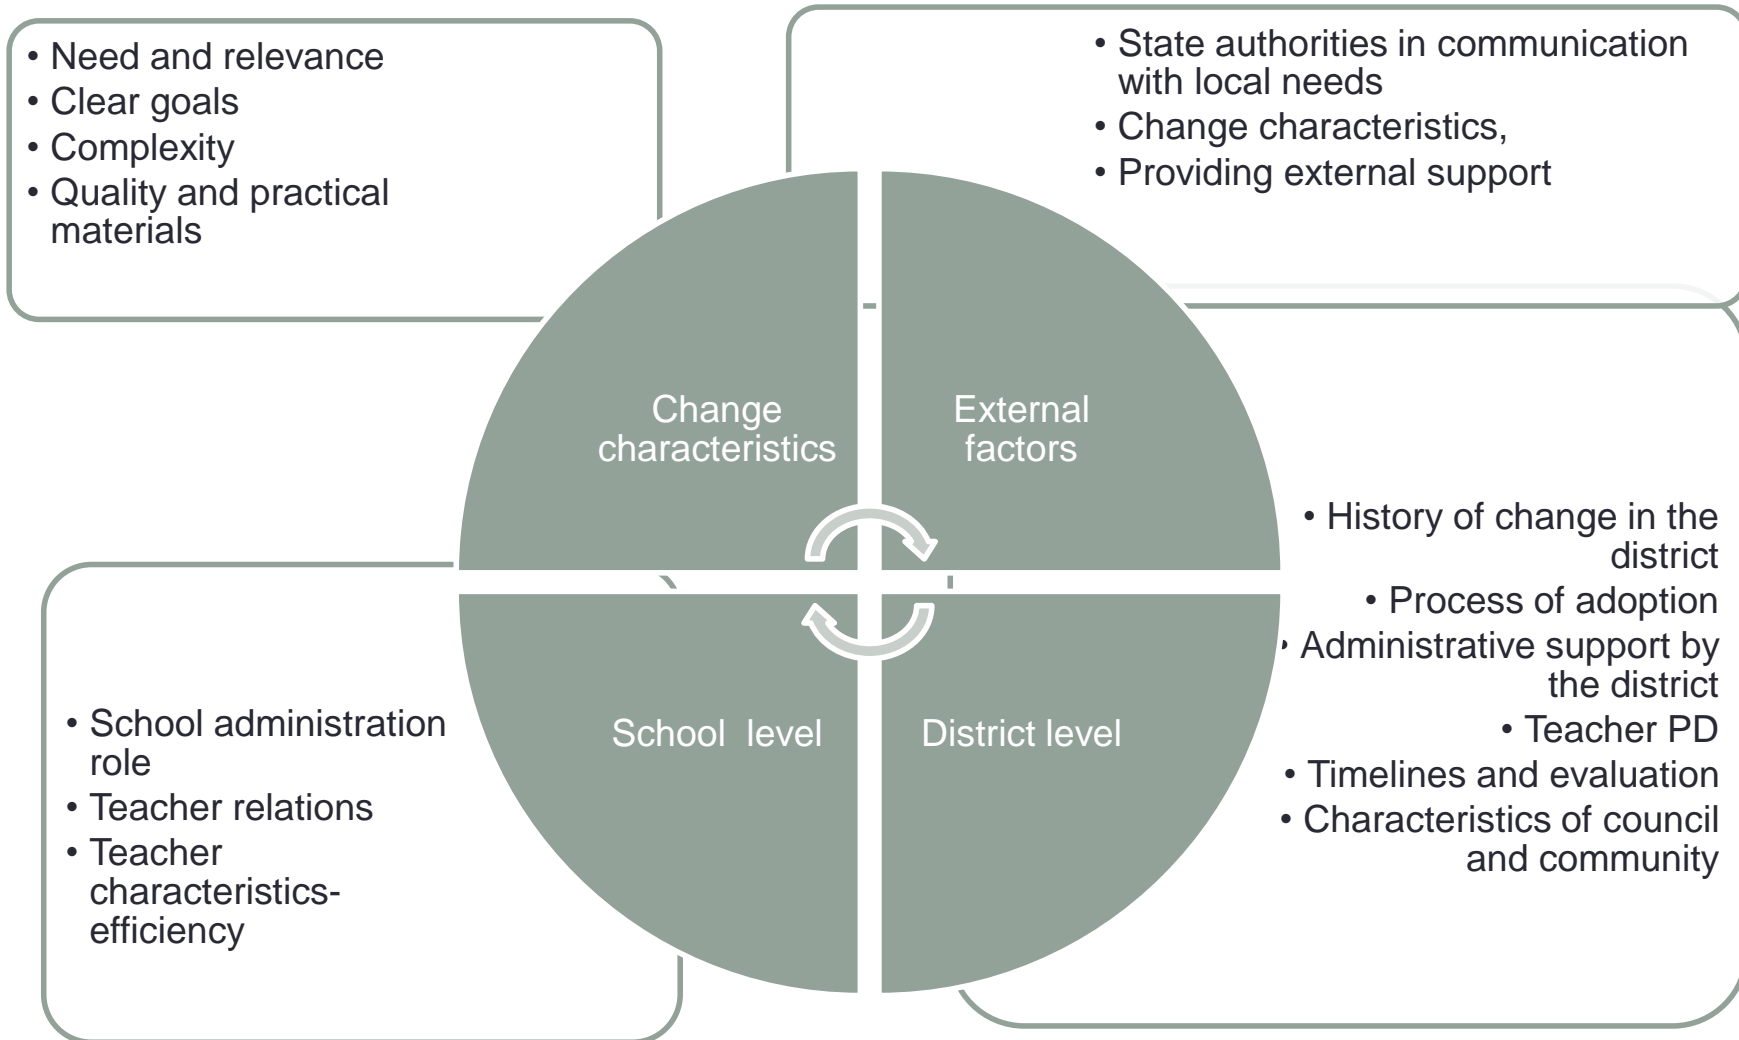 • Need and relevance
• Clear goals
• Complexity
• Quality and practical
materials
• State authorities in communication
with local needs
• Change characteristics,
• Providing external support
Change
characteristics
External
factors
School  level
District level
• School administration
role
• Teacher relations
• Teacher
characteristics-
efficiency
• History of change in the
district
• Process of adoption
• Administrative support by
the district
• Teacher PD
• Timelines and evaluation
• Characteristics of council
and community